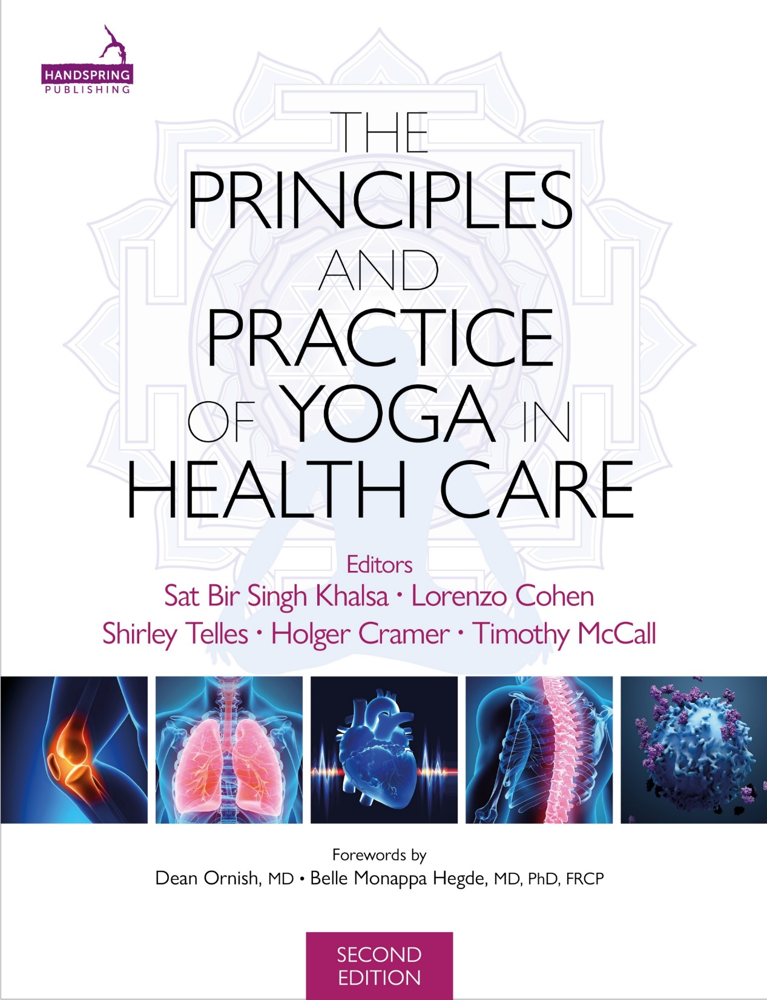 HANDSPRING
PUBLISHING
THE
PRINCIPLES
AND
PRACTICE
OF YOGA IN
HEALTH CARE
Editors
Sat Bir Singh Khalsa • Lorenzo Cohen
Shirley Telles • Holger Cramer • Timothy McCall
Forewords by
Dean Ornish, MD • Belle Monappa Hegde, MD, PhD, FRCP
SECOND
EDITION